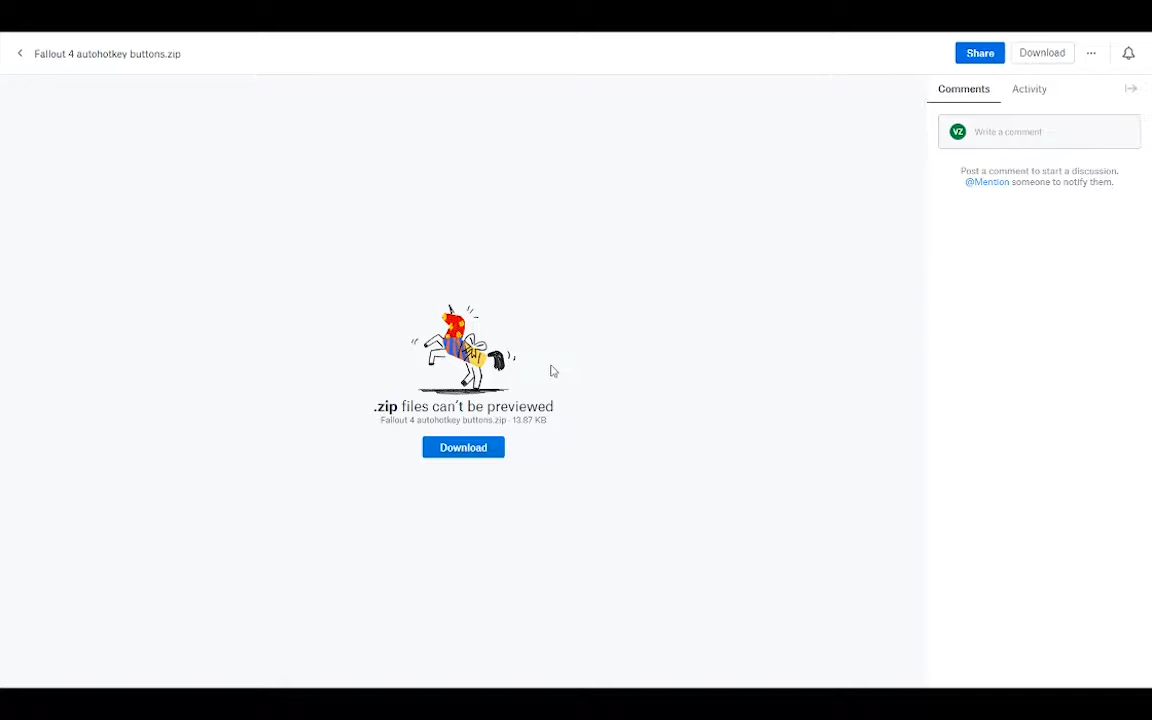 Fallout 4 autohotkey buttons.zip
Share
Download
Comments
Activity
VZ
Write a comment
Post a comment to start a discussion.
@Mention someone to notify them.
.zip files can't be previewed
Fallout 4 autohotkey buttons.zip · 13.87 KB
Download